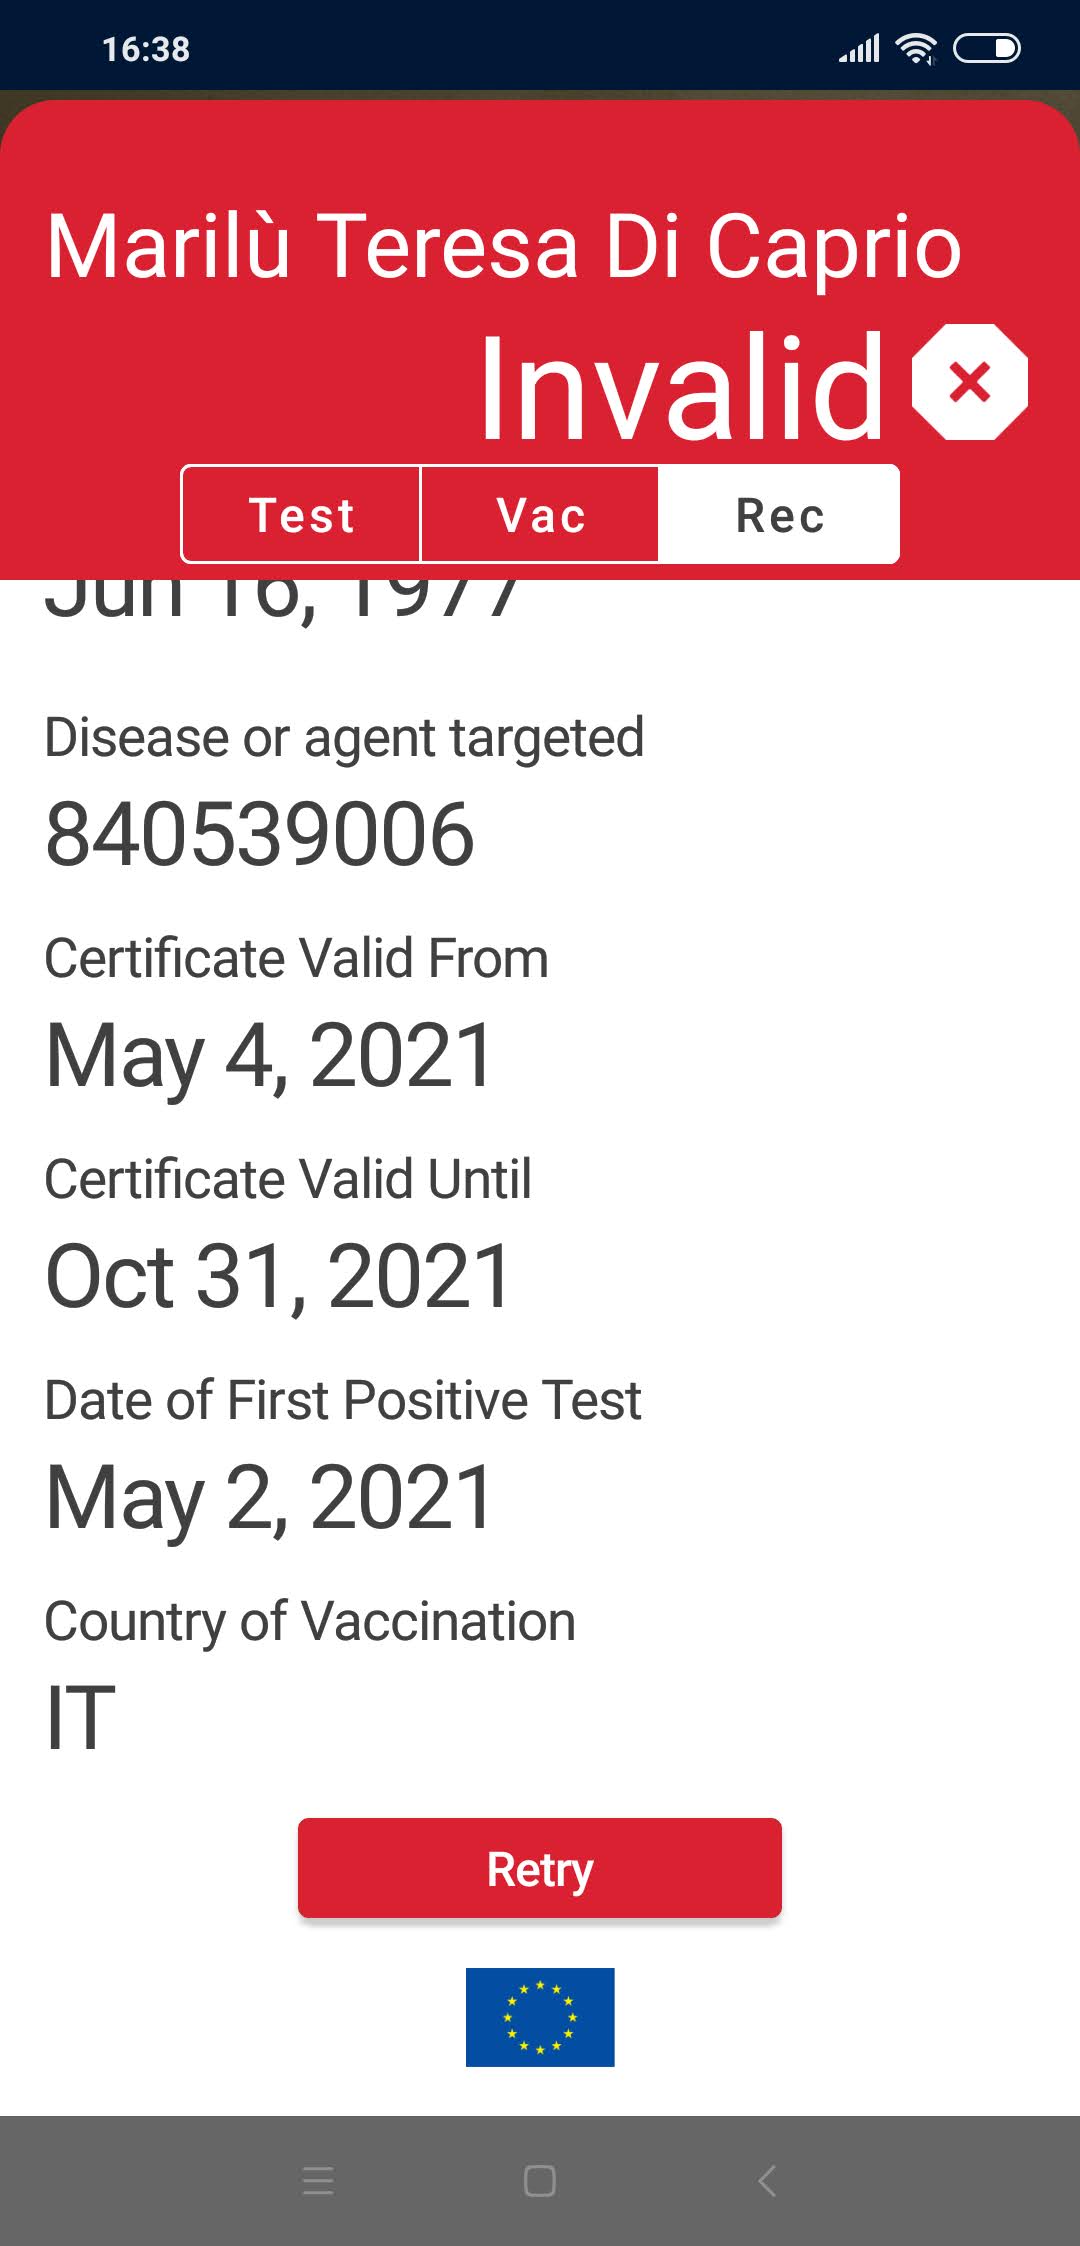 16:38
Marilù Teresa Di Caprio
Invalid
Test Vac Rec
Jun 16, 1977
Disease or agent targeted
840539006
Certificate Valid From
May 4, 2021
Certificate Valid Until
Oct 31, 2021
Date of First Positive Test
May 2, 2021
Country of Vaccination
IT
Retry